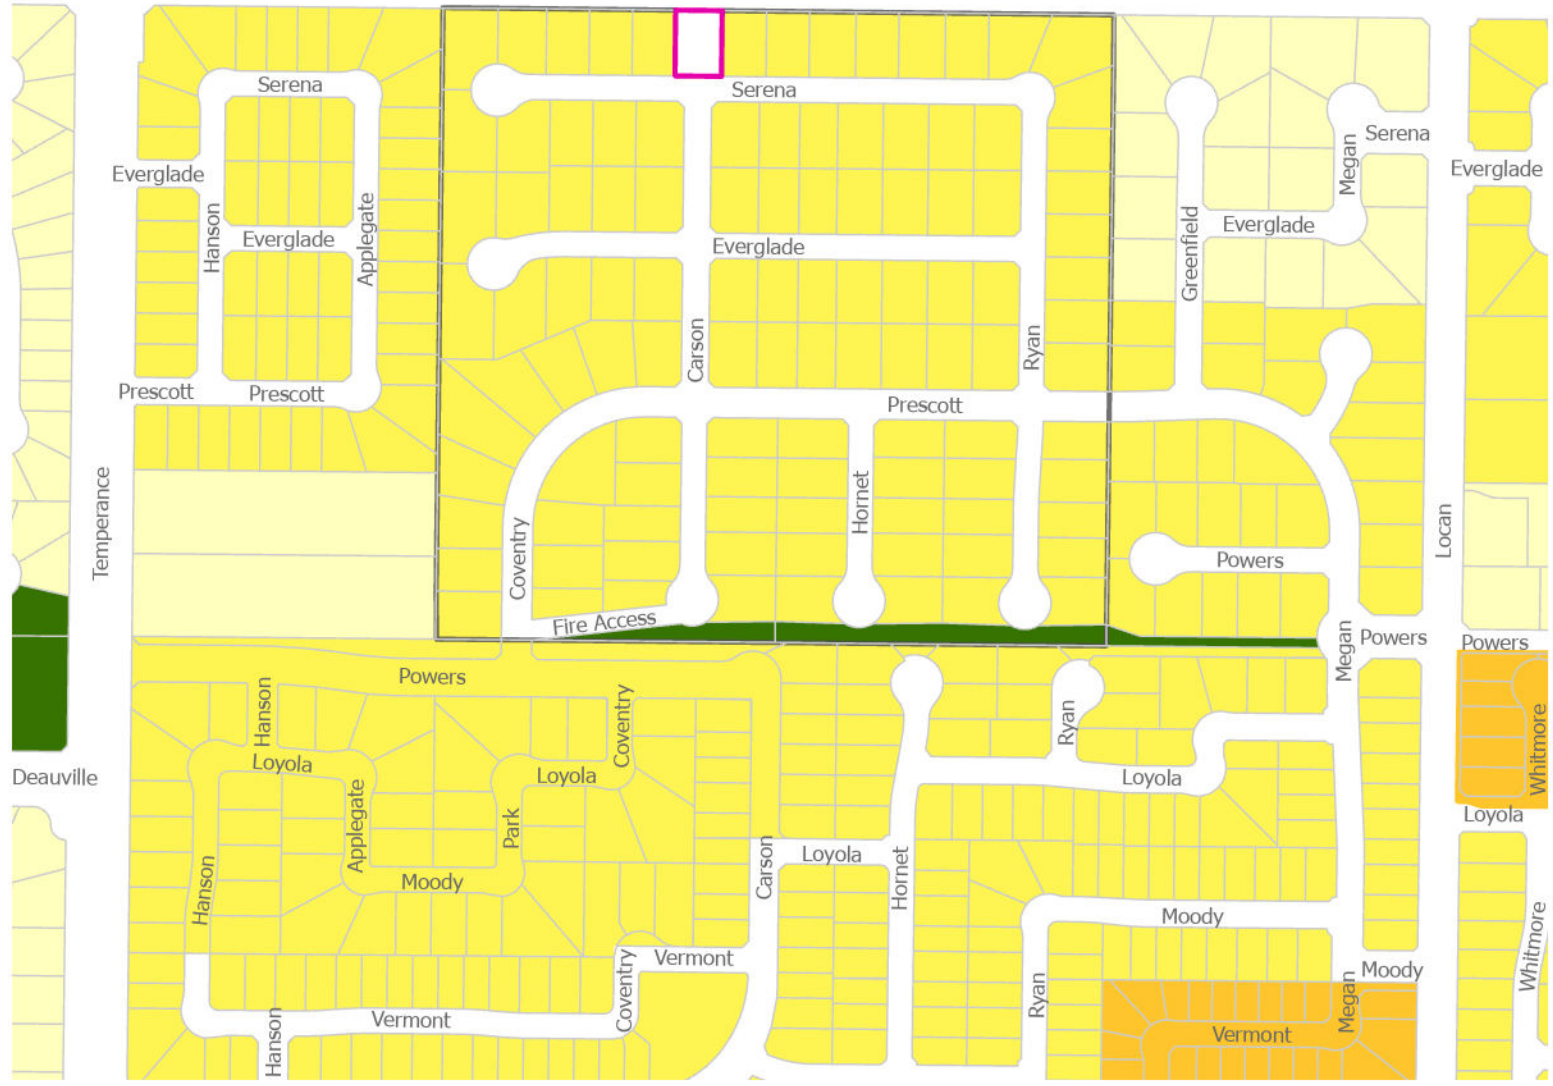 Serena
Serena
Serena
Megan
Everglade
Everglade
Hanson
Applegate
Everglade
Everglade
Greenfield
Everglade
Carson
Ryan
Prescott
Prescott
Prescott
Temperance
Coventry
Hornet
Locan
Powers
Fire Access
Megan
Powers
Powers
Powers
Hanson
Coventry
Ryan
Whitmore
Deauville
Loyola
Loyola
Loyola
Applegate
Park
Loyola
Carson
Loyola
Hornet
Hanson
Moody
Moody
Whitmore
Vermont
Coventry
Moody
Ryan
Megan
Hanson
Vermont
Vermont